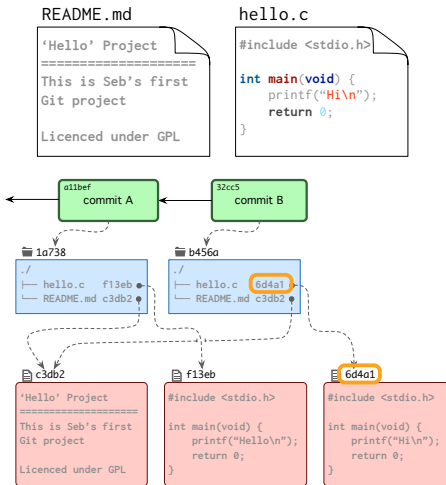 README.md
‘Hello’ Project
=====================
This is Seb’s first
Git project
Licenced under GPL
hello.c
#include <stdio.h>
int main(void) {
printf(“Hi\n”);
return 0;
}
a11bef
commit A
32cc5
commit B
1a738
./
├── hello.c f13eb
└── README.md c3db2
b456a
./
├── hello.c 6d4a1
└── README.md c3db2
c3db2
‘Hello’ Project
====================
This is Seb’s first
Git project
Licenced under GPL
f13eb
#include <stdio.h>
int main(void) {
printf(“Hello\n”);
return 0;
}
6d4a1
#include <stdio.h>
int main(void) {
printf(“Hi\n”);
return 0;
}